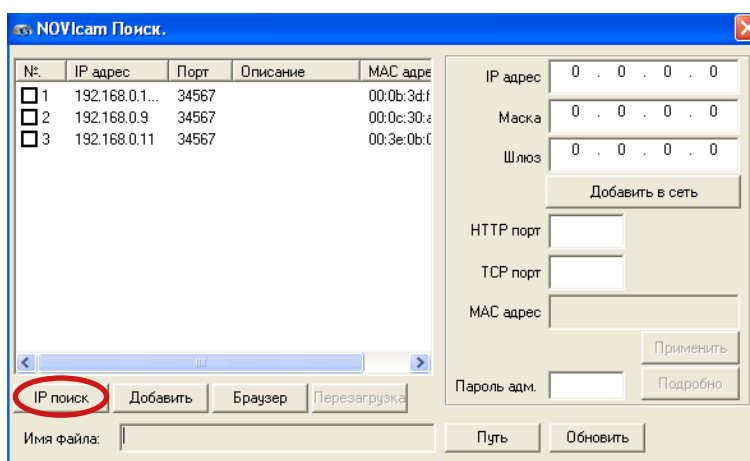 NOVIcam Поиск.
№. IP адрес Порт Описание MAC адре
1 192.168.0.1... 34567 00:0b:3d:f
2 192.168.0.9 34567 00:0c:30:a
3 192.168.0.11 34567 00:3e:0b:0
IP поиск Добавить Браузер Перезагрузка
IP адрес 0 . 0 . 0 . 0
Маска 0 . 0 . 0 . 0
Шлюз 0 . 0 . 0 . 0
Добавить в сеть
HTTP порт
TCP порт
MAC адрес
Применить
Пароль адм. Подробно
Имя файла: Путь Обновить